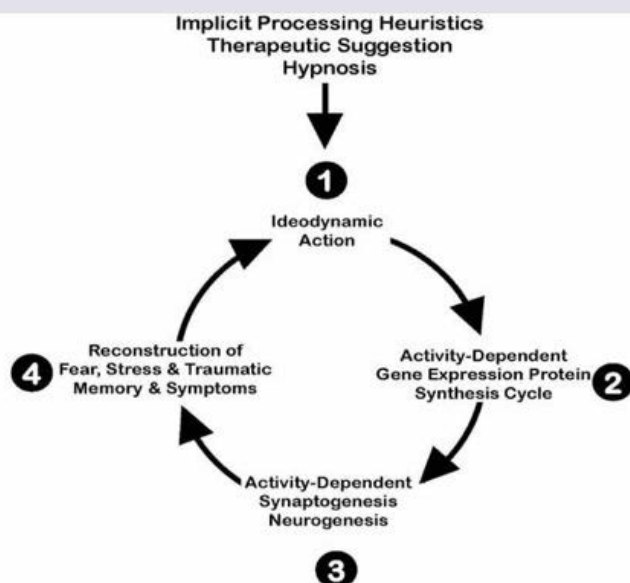 Implicit Processing Heuristics
Therapeutic Suggestion
Hypnosis
1
Ideodynamic
Action
Activity-Dependent
Gene Expression Protein
Synthesis Cycle
2
Activity-Dependent
Synaptogenesis
Neurogenesis
3
4
Reconstruction of
Fear, Stress & Traumatic
Memory & Symptoms